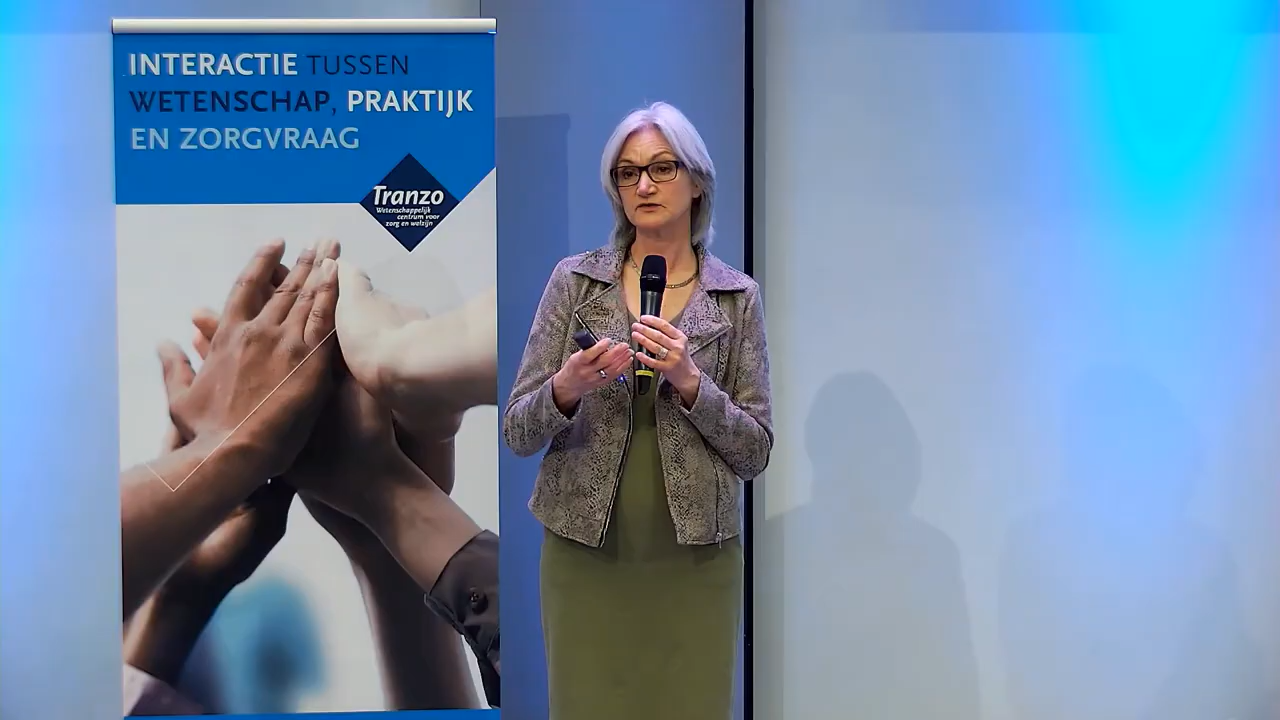 INTERACTIE TUSSEN
WETENSCHAP, PRAKTIJK
EN ZORGVRAAG
Tranzo
Wetenschappelijk
centrum voor
zorg en welzijn